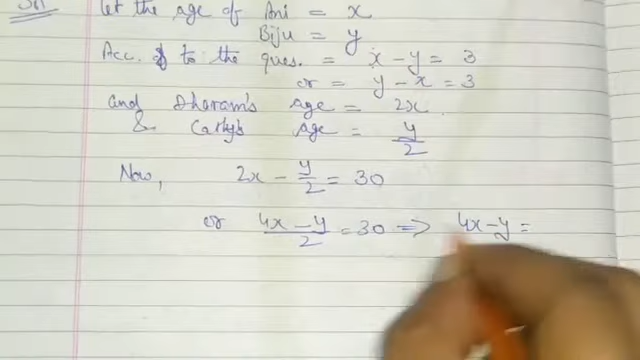 Sol
let the age of Ani = x
Biju = y
Acc. to the ques. = x - y = 3
or = y - x = 3
and Dharam's age = 2x
& Cathy's age = y/2
Now, 2x - y/2 = 30
or (4x - y)/2 = 30 => 4x - y =